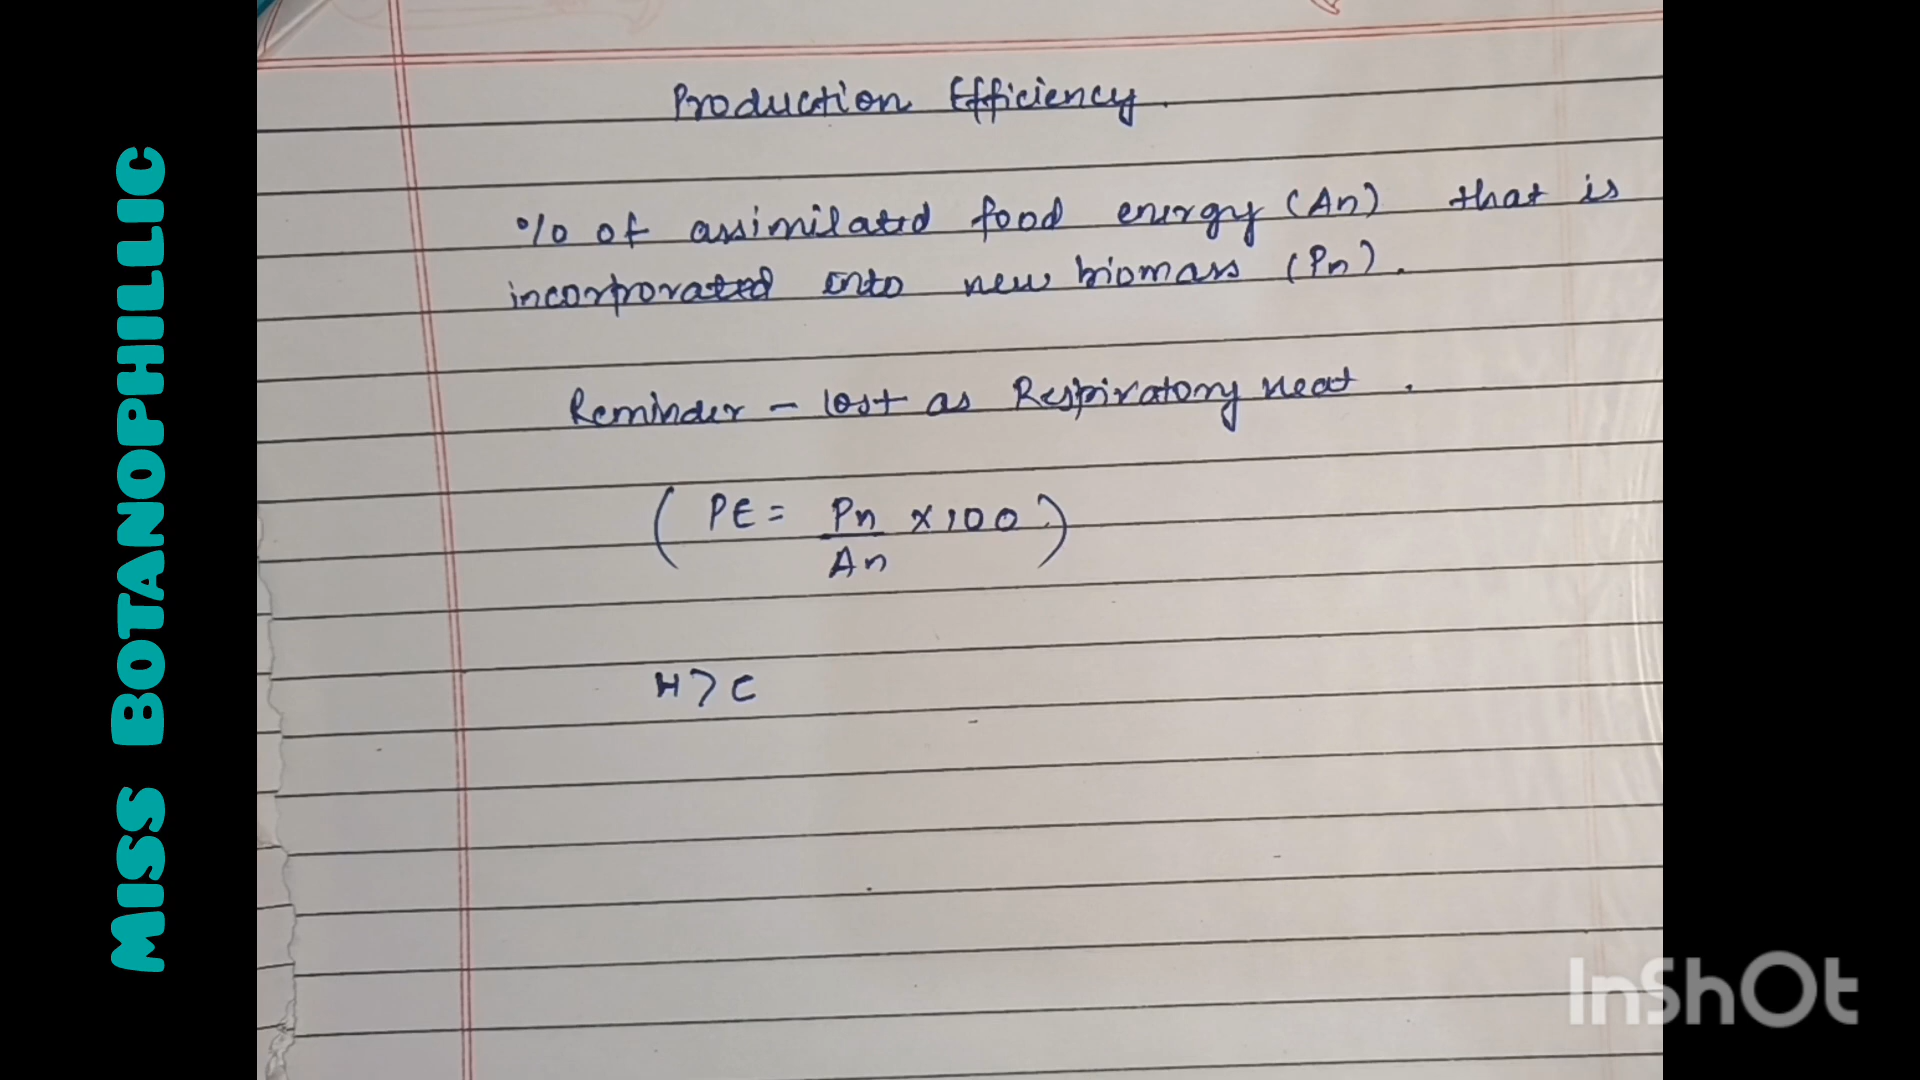 MISS BOTANOPHILLIC
Production Efficiency.
% of assimilated food energy (An) that is
incorporated into new biomass (Pn).
Reminder - lost as Respiratory heat.
(PE = Pn/An × 100)
H > C
InShOt